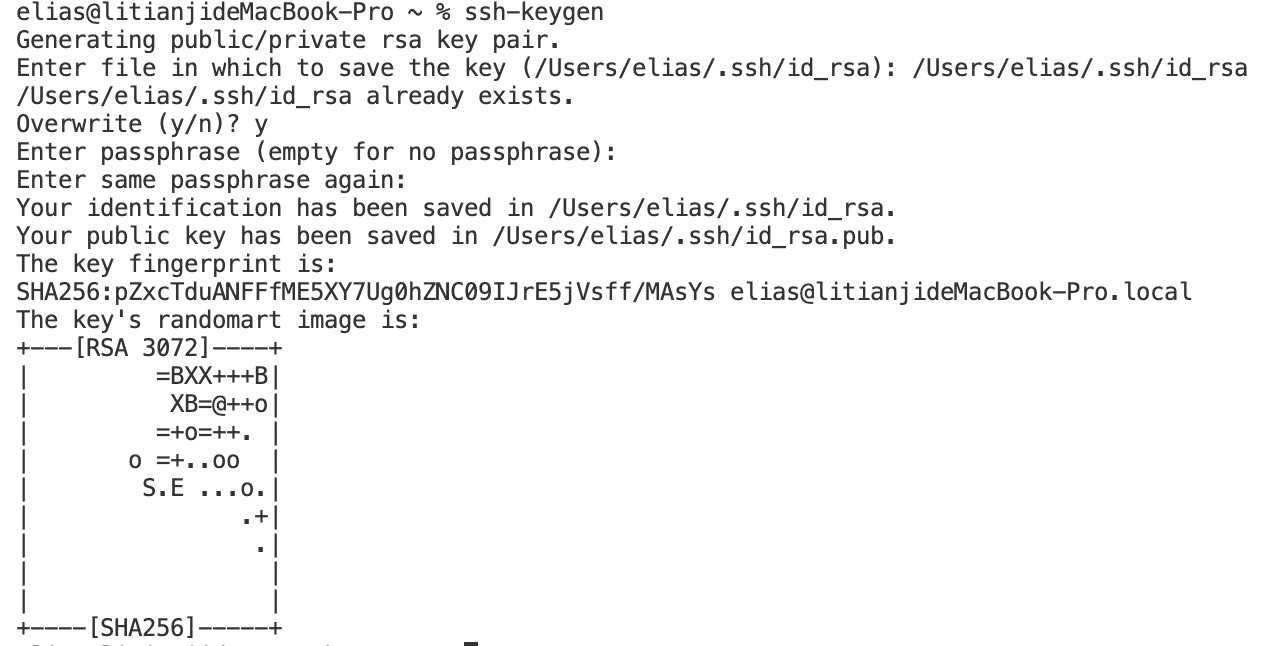 elias@litianjideMacBook-Pro ~ % ssh-keygen
Generating public/private rsa key pair.
Enter file in which to save the key (/Users/elias/.ssh/id_rsa): /Users/elias/.ssh/id_rsa
/Users/elias/.ssh/id_rsa already exists.
Overwrite (y/n)? y
Enter passphrase (empty for no passphrase):
Enter same passphrase again:
Your identification has been saved in /Users/elias/.ssh/id_rsa.
Your public key has been saved in /Users/elias/.ssh/id_rsa.pub.
The key fingerprint is:
SHA256:pZxcTduANFFfME5XY7Ug0hZNC09IJrE5jVsff/MAsYs elias@litianjideMacBook-Pro.local
The key's randomart image is:
+---[RSA 3072]----+
|         =BXX+++B|
|          XB=@++o|
|         =+o=++. |
|       o =+..oo  |
|        S.E ...o.|
|               .+|
|                .|
|                 |
|                 |
+----[SHA256]-----+